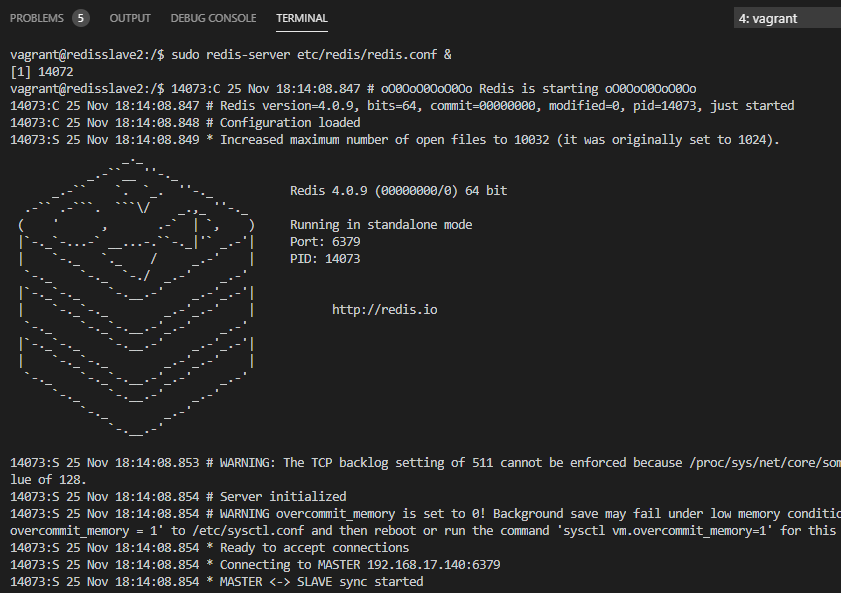 PROBLEMS 5 OUTPUT DEBUG CONSOLE TERMINAL 4: vagrant
vagrant@redisslave2:/$ sudo redis-server etc/redis/redis.conf &
[1] 14072
vagrant@redisslave2:/$ 14073:C 25 Nov 18:14:08.847 # oO0OoO0OoO0Oo Redis is starting oO0OoO0OoO0Oo
14073:C 25 Nov 18:14:08.847 # Redis version=4.0.9, bits=64, commit=00000000, modified=0, pid=14073, just started
14073:C 25 Nov 18:14:08.848 # Configuration loaded
14073:S 25 Nov 18:14:08.849 * Increased maximum number of open files to 10032 (it was originally set to 1024).
Redis 4.0.9 (00000000/0) 64 bit
Running in standalone mode
Port: 6379
PID: 14073
http://redis.io
14073:S 25 Nov 18:14:08.853 # WARNING: The TCP backlog setting of 511 cannot be enforced because /proc/sys/net/core/som
lue of 128.
14073:S 25 Nov 18:14:08.854 # Server initialized
14073:S 25 Nov 18:14:08.854 # WARNING overcommit_memory is set to 0! Background save may fail under low memory conditio
overcommit_memory = 1' to /etc/sysctl.conf and then reboot or run the command 'sysctl vm.overcommit_memory=1' for this
14073:S 25 Nov 18:14:08.854 * Ready to accept connections
14073:S 25 Nov 18:14:08.854 * Connecting to MASTER 192.168.17.140:6379
14073:S 25 Nov 18:14:08.854 * MASTER <-> SLAVE sync started